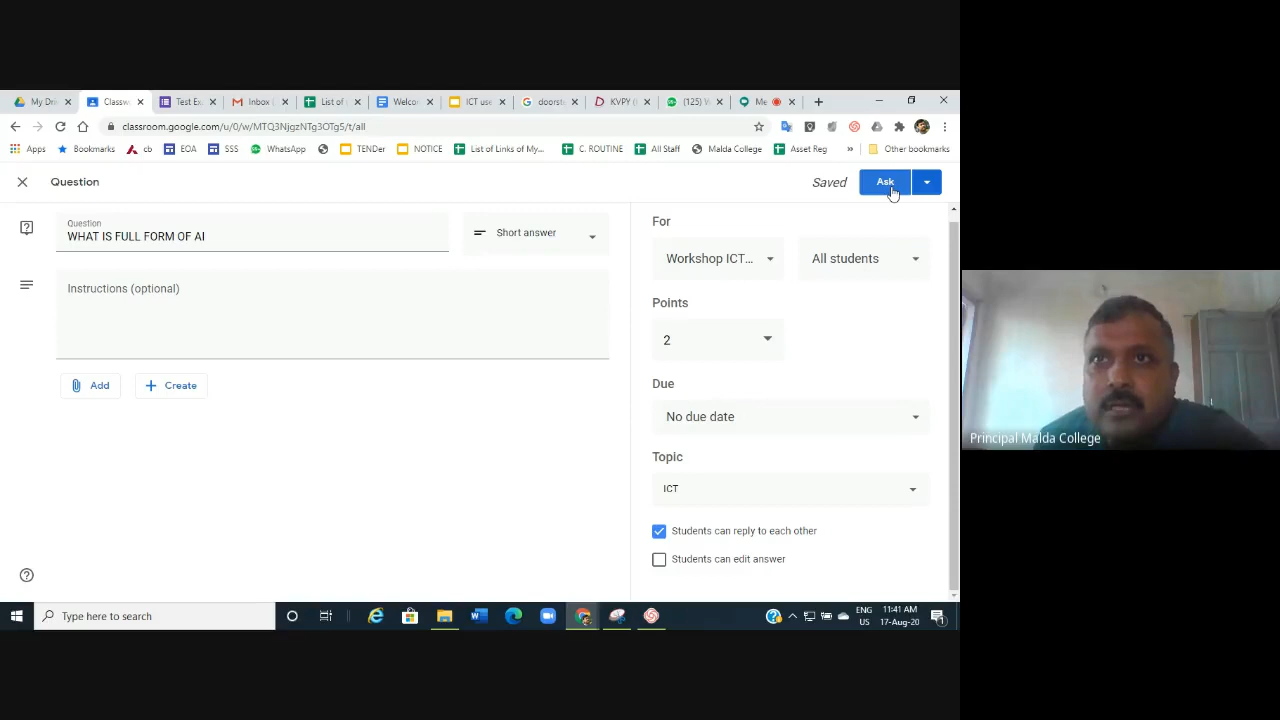 My Dri
Classw
Test Ex
Inbox (
List of
Welco
ICT use
doorst
KVPY (
(125) W
Me
classroom.google.com/u/0/w/MTQ3NjgzNTg3OTg5/t/all
Apps
Bookmarks
cb
EOA
SSS
WhatsApp
TENDer
NOTICE
List of Links of My...
C. ROUTINE
All Staff
Malda College
Asset Reg
»
Other bookmarks
Question
Saved
Ask
Question
WHAT IS FULL FORM OF AI
Short answer
Instructions (optional)
Add
Create
For
Workshop ICT...
All students
Points
2
Due
No due date
Topic
ICT
Students can reply to each other
Students can edit answer
Principal Malda College
Type here to search
ENG
US
11:41 AM
17-Aug-20
1